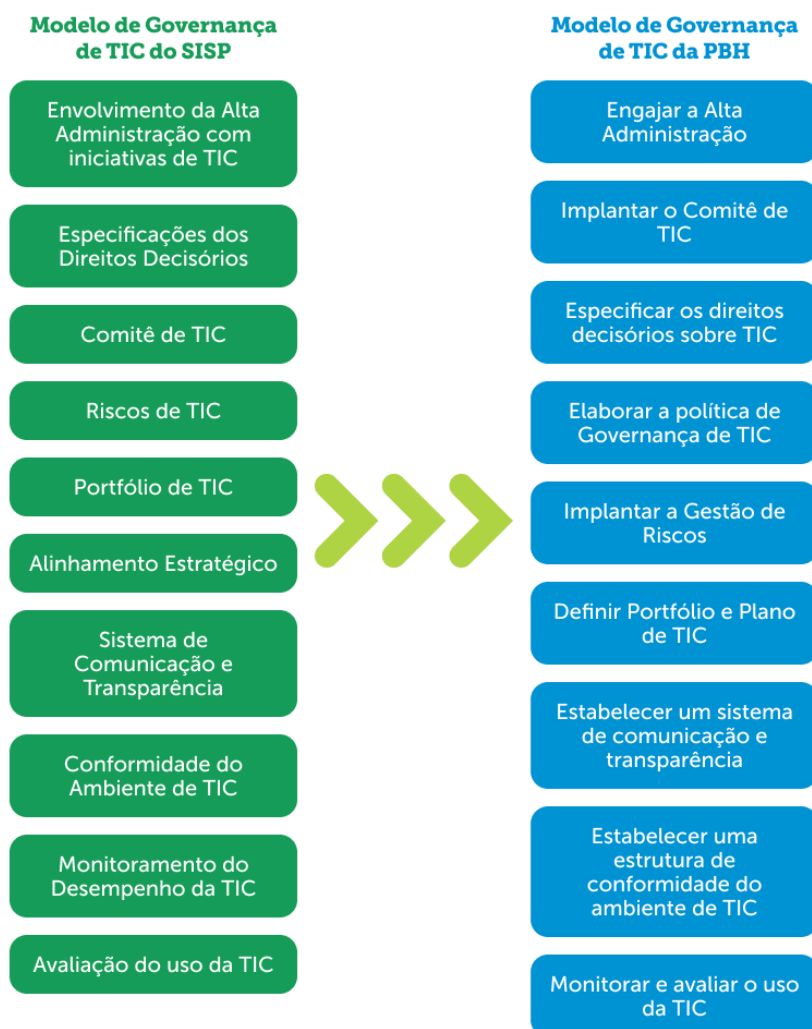 Modelo de Governança
de TIC do SISP
Envolvimento da Alta
Administração com
iniciativas de TIC
Especificações dos
Direitos Decisórios
Comitê de TIC
Riscos de TIC
Portfólio de TIC
Alinhamento Estratégico
Sistema de
Comunicação e
Transparência
Conformidade do
Ambiente de TIC
Monitoramento do
Desempenho da TIC
Avaliação do uso da TIC
Modelo de Governança
de TIC da PBH
Engajar a Alta
Administração
Implantar o Comitê de
TIC
Especificar os direitos
decisórios sobre TIC
Elaborar a política de
Governança de TIC
Implantar a Gestão de
Riscos
Definir Portfólio e Plano
de TIC
Estabelecer um sistema
de comunicação e
transparência
Estabelecer uma
estrutura de
conformidade do
ambiente de TIC
Monitorar e avaliar o uso
da TIC